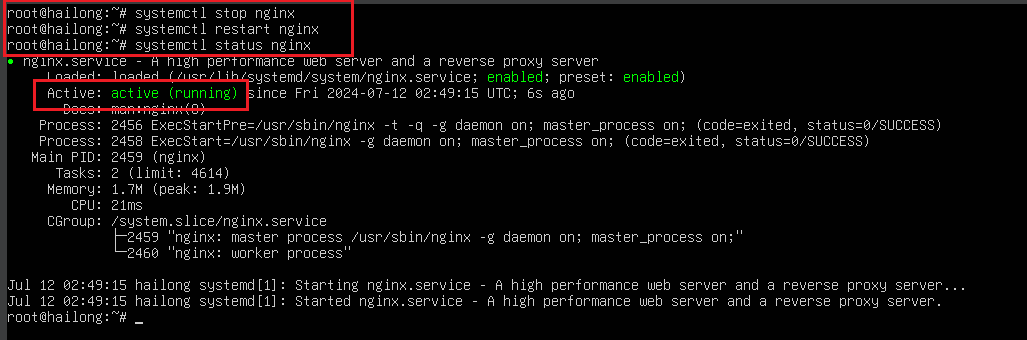 root@hailong:~# systemctl stop nginx
root@hailong:~# systemctl restart nginx
root@hailong:~# systemctl status nginx
● nginx.service - A high performance web server and a reverse proxy server
Loaded: loaded (/usr/lib/systemd/system/nginx.service; enabled; preset: enabled)
Active: active (running) since Fri 2024-07-12 02:49:15 UTC; 6s ago
Docs: man:nginx(8)
Process: 2456 ExecStartPre=/usr/sbin/nginx -t -q -g daemon on; master_process on; (code=exited, status=0/SUCCESS)
Process: 2458 ExecStart=/usr/sbin/nginx -g daemon on; master_process on; (code=exited, status=0/SUCCESS)
Main PID: 2459 (nginx)
Tasks: 2 (limit: 4614)
Memory: 1.7M (peak: 1.9M)
CPU: 21ms
CGroup: /system.slice/nginx.service
├─2459 "nginx: master process /usr/sbin/nginx -g daemon on; master_process on;"
└─2460 "nginx: worker process"
Jul 12 02:49:15 hailong systemd[1]: Starting nginx.service - A high performance web server and a reverse proxy server...
Jul 12 02:49:15 hailong systemd[1]: Started nginx.service - A high performance web server and a reverse proxy server.
root@hailong:~# _